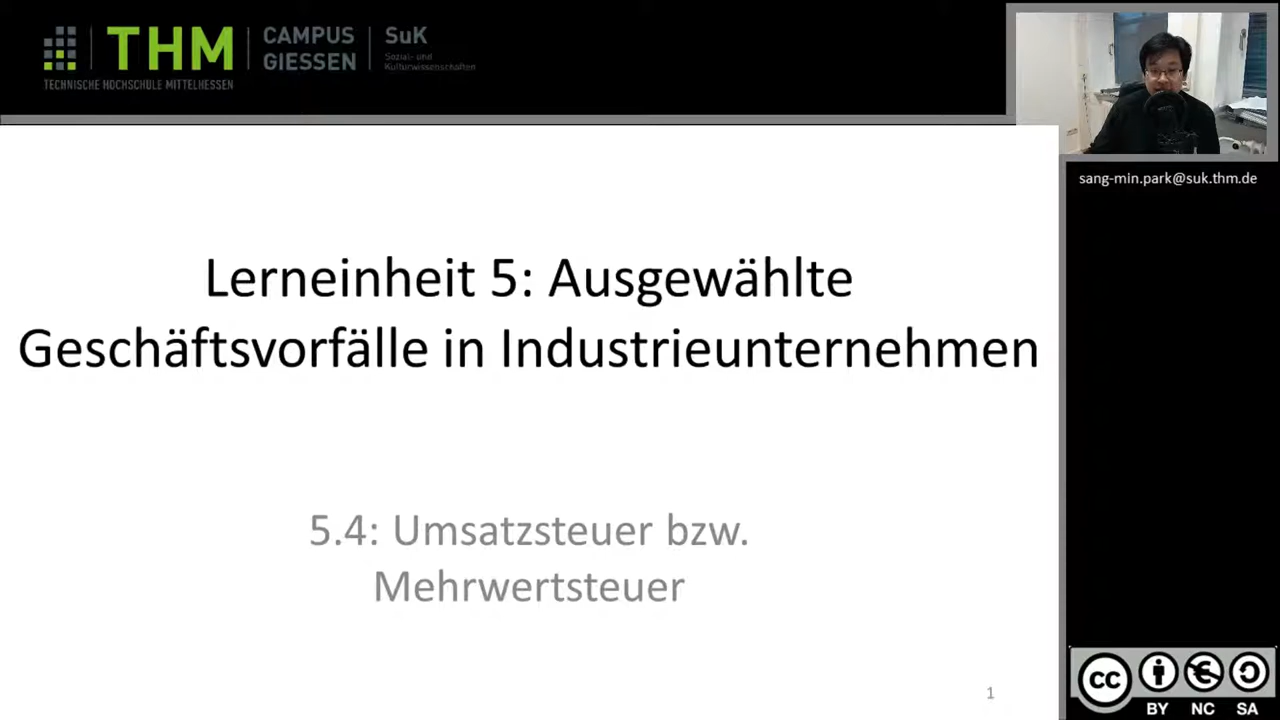 THM
CAMPUS
GIESSEN
SuK
Sozial- und
Kulturwissenschaften
TECHNISCHE HOCHSCHULE MITTELHESSEN
sang-min.park@suk.thm.de
Lerneinheit 5: Ausgewählte
Geschäftsvorfälle in Industrieunternehmen
5.4: Umsatzsteuer bzw.
Mehrwertsteuer
1
cc
BY NC SA